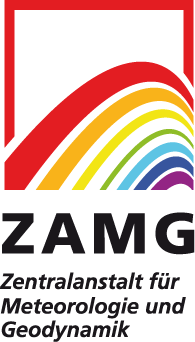 ZAMG
Zentralanstalt für
Meteorologie und
Geodynamik